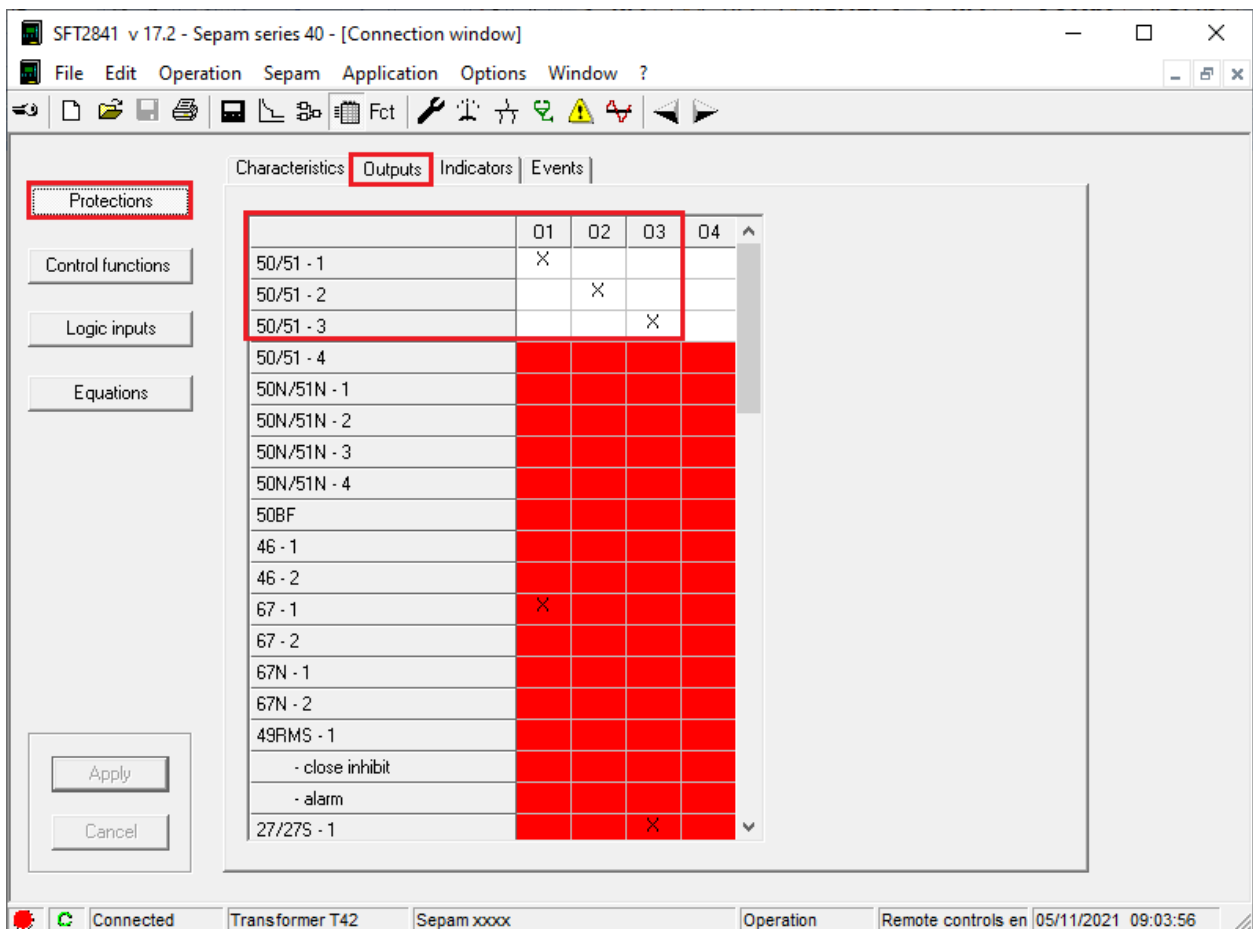 SFT2841 v 17.2 - Sepam series 40 - [Connection window]
File Edit Operation Sepam Application Options Window ?
Fct
Characteristics Outputs Indicators Events
Protections
Control functions
Logic inputs
Equations
O1 O2 O3 O4
50/51 - 1 X
50/51 - 2 X
50/51 - 3 X
50/51 - 4
50N/51N - 1
50N/51N - 2
50N/51N - 3
50N/51N - 4
50BF
46 - 1
46 - 2
67 - 1 X
67 - 2
67N - 1
67N - 2
49RMS - 1
- close inhibit
- alarm
27/27S - 1 X
Apply
Cancel
Connected Transformer T42 Sepam xxxx Operation Remote controls en 05/11/2021 09:03:56